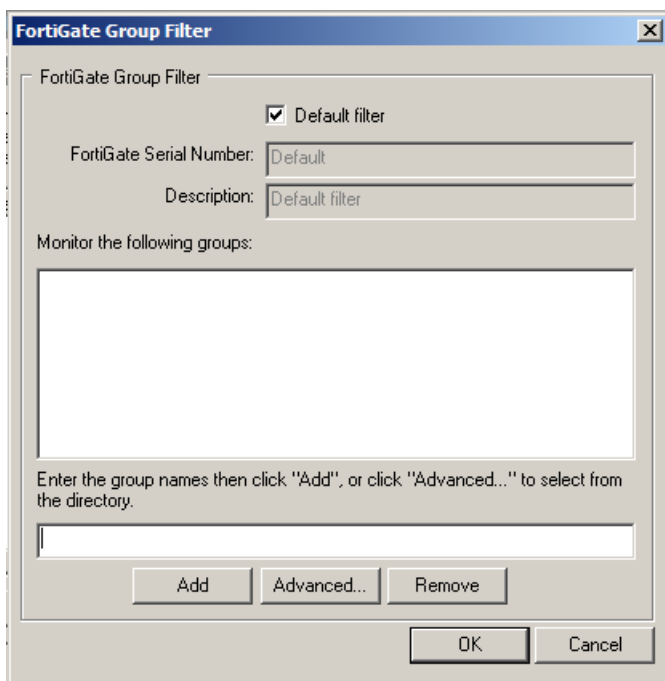 FortiGate Group Filter
FortiGate Group Filter
Default filter
FortiGate Serial Number: Default
Description: Default filter
Monitor the following groups:
Enter the group names then click "Add", or click "Advanced..." to select from
the directory.
Add Advanced... Remove
OK Cancel